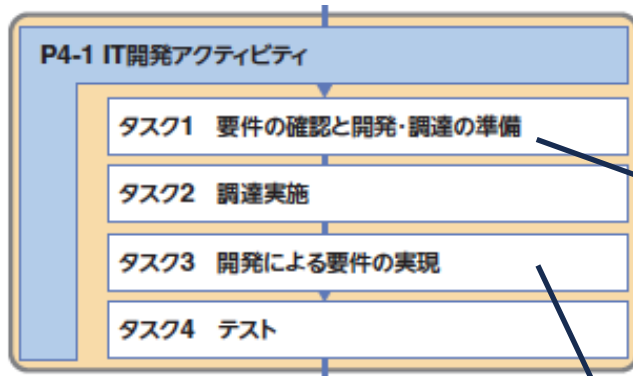 P4-1 IT開発アクティビティ
タスク1 要件の確認と開発・調達の準備
タスク2 調達実施
タスク3 開発による要件の実現
タスク4 テスト